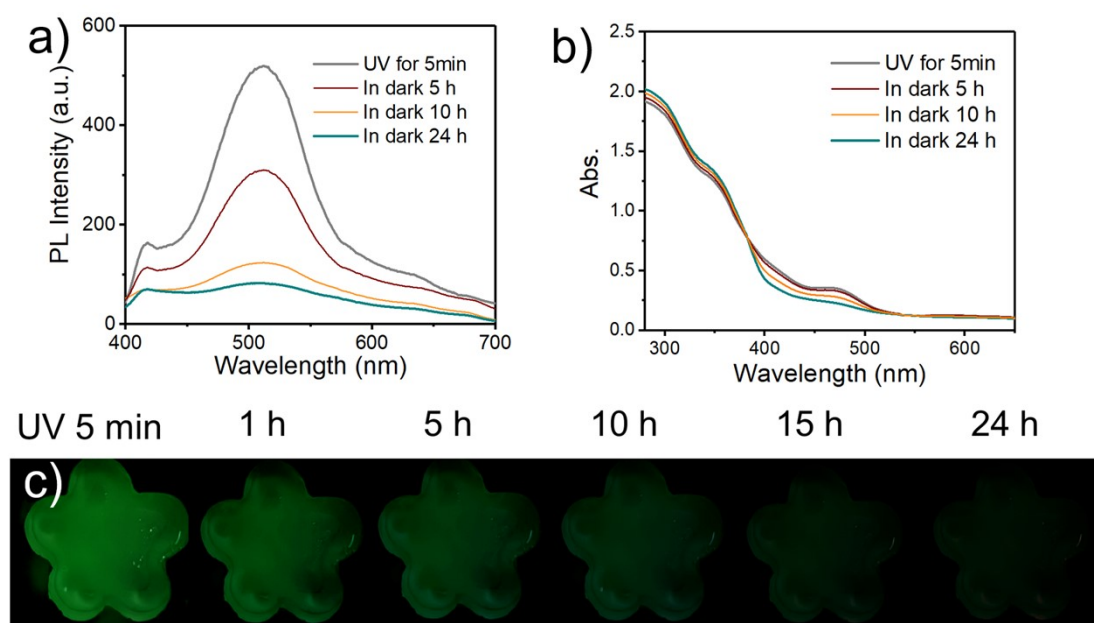 a)
600
400
200
0
400 500 600 700
PL Intensity (a.u.)
Wavelength (nm)
UV for 5min
In dark 5 h
In dark 10 h
In dark 24 h
b)
2.5
2.0
1.5
1.0
0.5
0.0
300 400 500 600
Abs.
Wavelength (nm)
UV for 5min
In dark 5 h
In dark 10 h
In dark 24 h
UV 5 min 1 h 5 h 10 h 15 h 24 h
c)